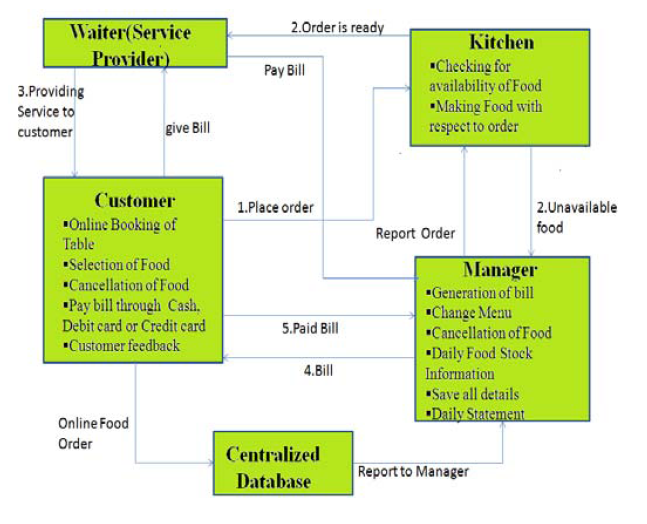 Waiter(Service
Provider)
2.Order is ready
Pay Bill
Kitchen
▪Checking for
availability of Food
▪Making Food with
respect to order
3.Providing
Service to
customer
give Bill
Customer
▪Online Booking of
Table
▪Selection of Food
▪Cancellation of Food
▪Pay bill through Cash,
Debit card or Credit card
▪Customer feedback
1.Place order
Report Order
2.Unavailable
food
Manager
▪Generation of bill
▪Change Menu
▪Cancellation of Food
▪Daily Food Stock
Information
▪Save all details
▪Daily Statement
5.Paid Bill
4.Bill
Online Food
Order
Centralized
Database
Report to Manager